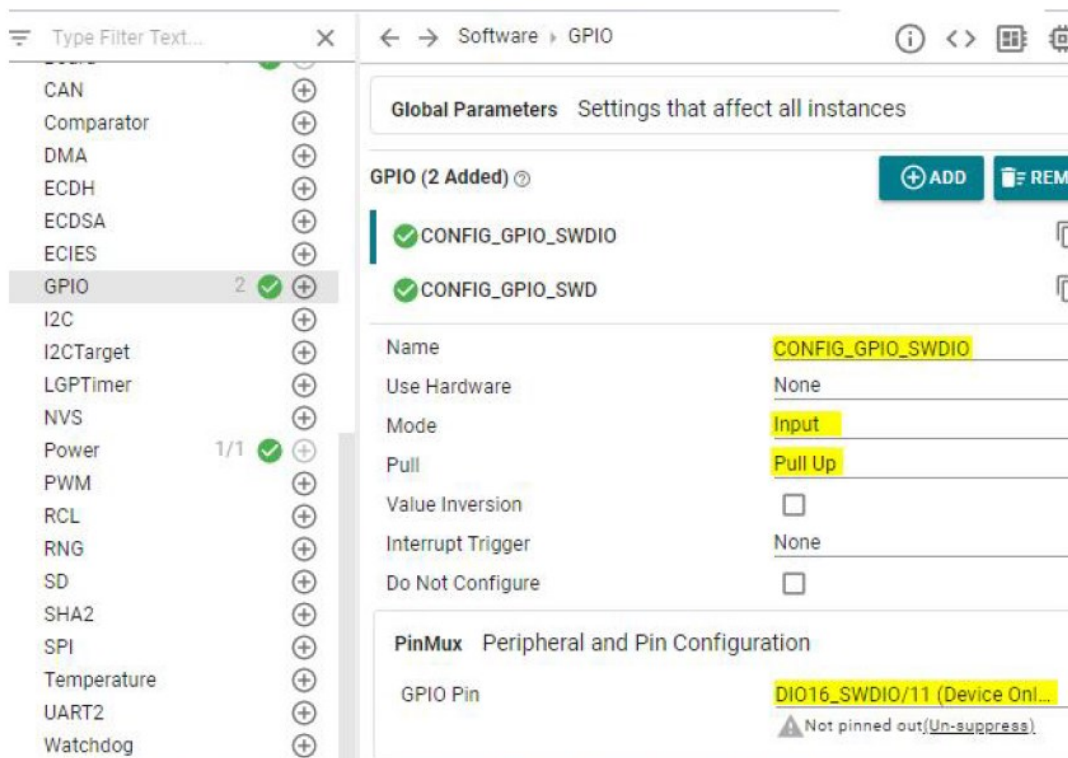 Type Filter Text...
CAN
Comparator
DMA
ECDH
ECDSA
ECIES
GPIO 2
I2C
I2CTarget
LGPTimer
NVS
Power 1/1
PWM
RCL
RNG
SD
SHA2
SPI
Temperature
UART2
Watchdog
Software GPIO
Global Parameters Settings that affect all instances
GPIO (2 Added)
ADD
REM
CONFIG_GPIO_SWDIO
CONFIG_GPIO_SWD
Name CONFIG_GPIO_SWDIO
Use Hardware None
Mode Input
Pull Pull Up
Value Inversion
Interrupt Trigger None
Do Not Configure
PinMux Peripheral and Pin Configuration
GPIO Pin DIO16_SWDIO/11 (Device Onl...
Not pinned out(Un-suppress)